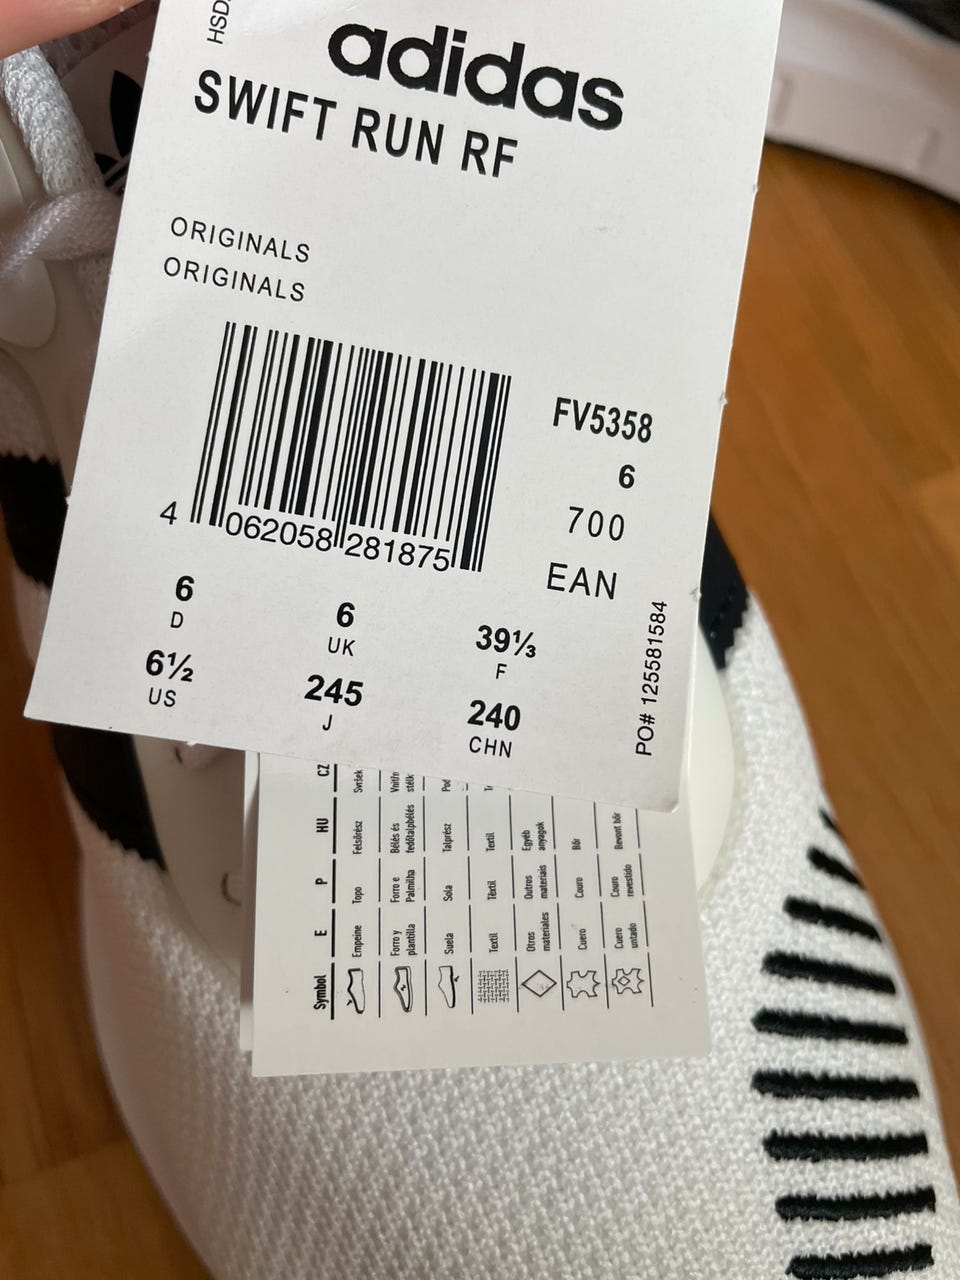 HSD
adidas
SWIFT RUN RF
ORIGINALS
ORIGINALS
FV5358
6
700
EAN
4 062058 281875
6 6 39⅓
D UK F
6½ 245 240
US J CHN
PO# 125581584
Symbol E P HU CZ
Empeine Topo Felsőrész Svršek
Forro y plantilla Forro e Palmilha Bélés és fedőtalpbélés
Suela Sola Talprész
Textil Têxtil Textil
Otros materiales Outros materiais Egyéb anyagok
Cuero Couro Bőr
Cuero untado Couro revestido Bevont bőr